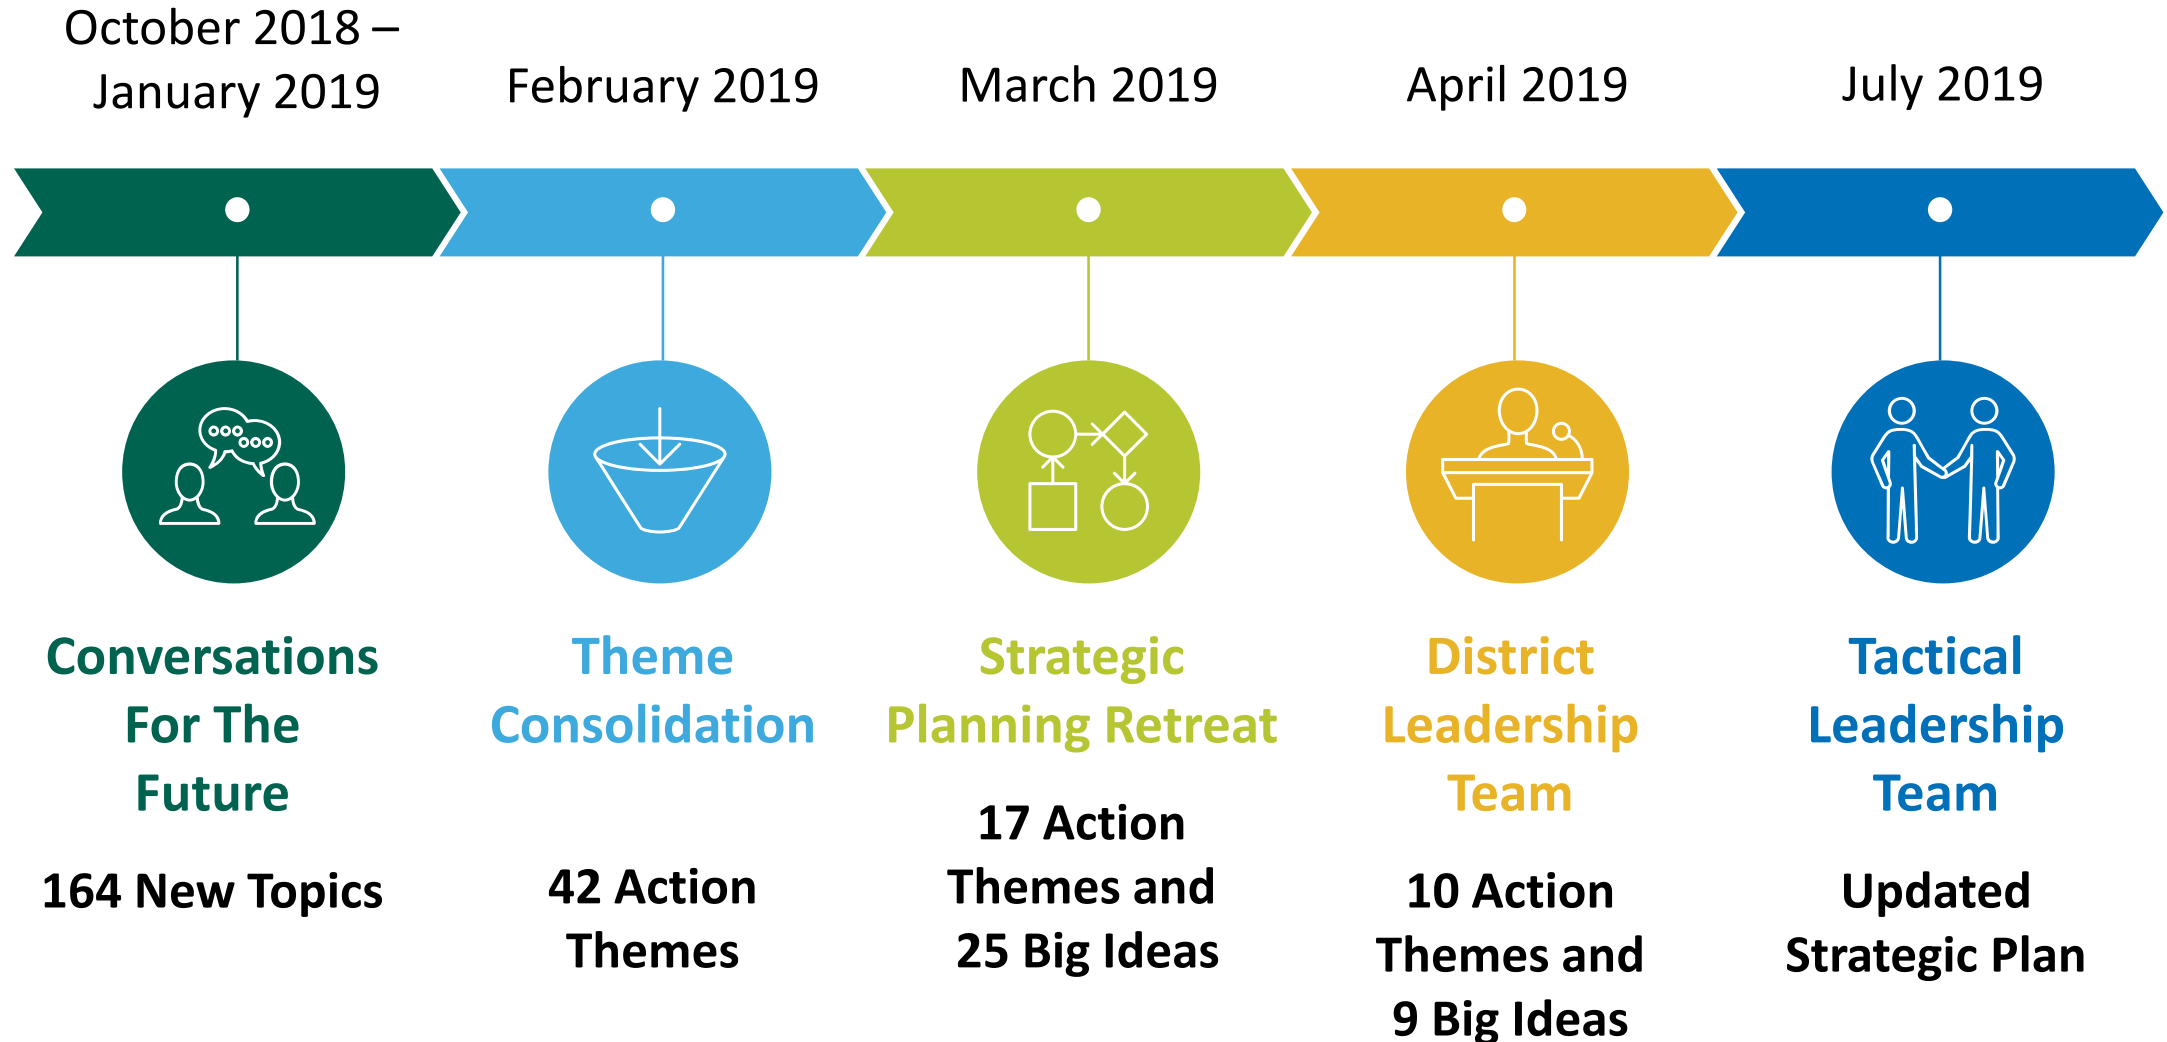 October 2018 –
January 2019
February 2019
March 2019
April 2019
July 2019
Conversations
For The
Future
164 New Topics
Theme
Consolidation
42 Action
Themes
Strategic
Planning Retreat
17 Action
Themes and
25 Big Ideas
District
Leadership
Team
10 Action
Themes and
9 Big Ideas
Tactical
Leadership
Team
Updated
Strategic Plan